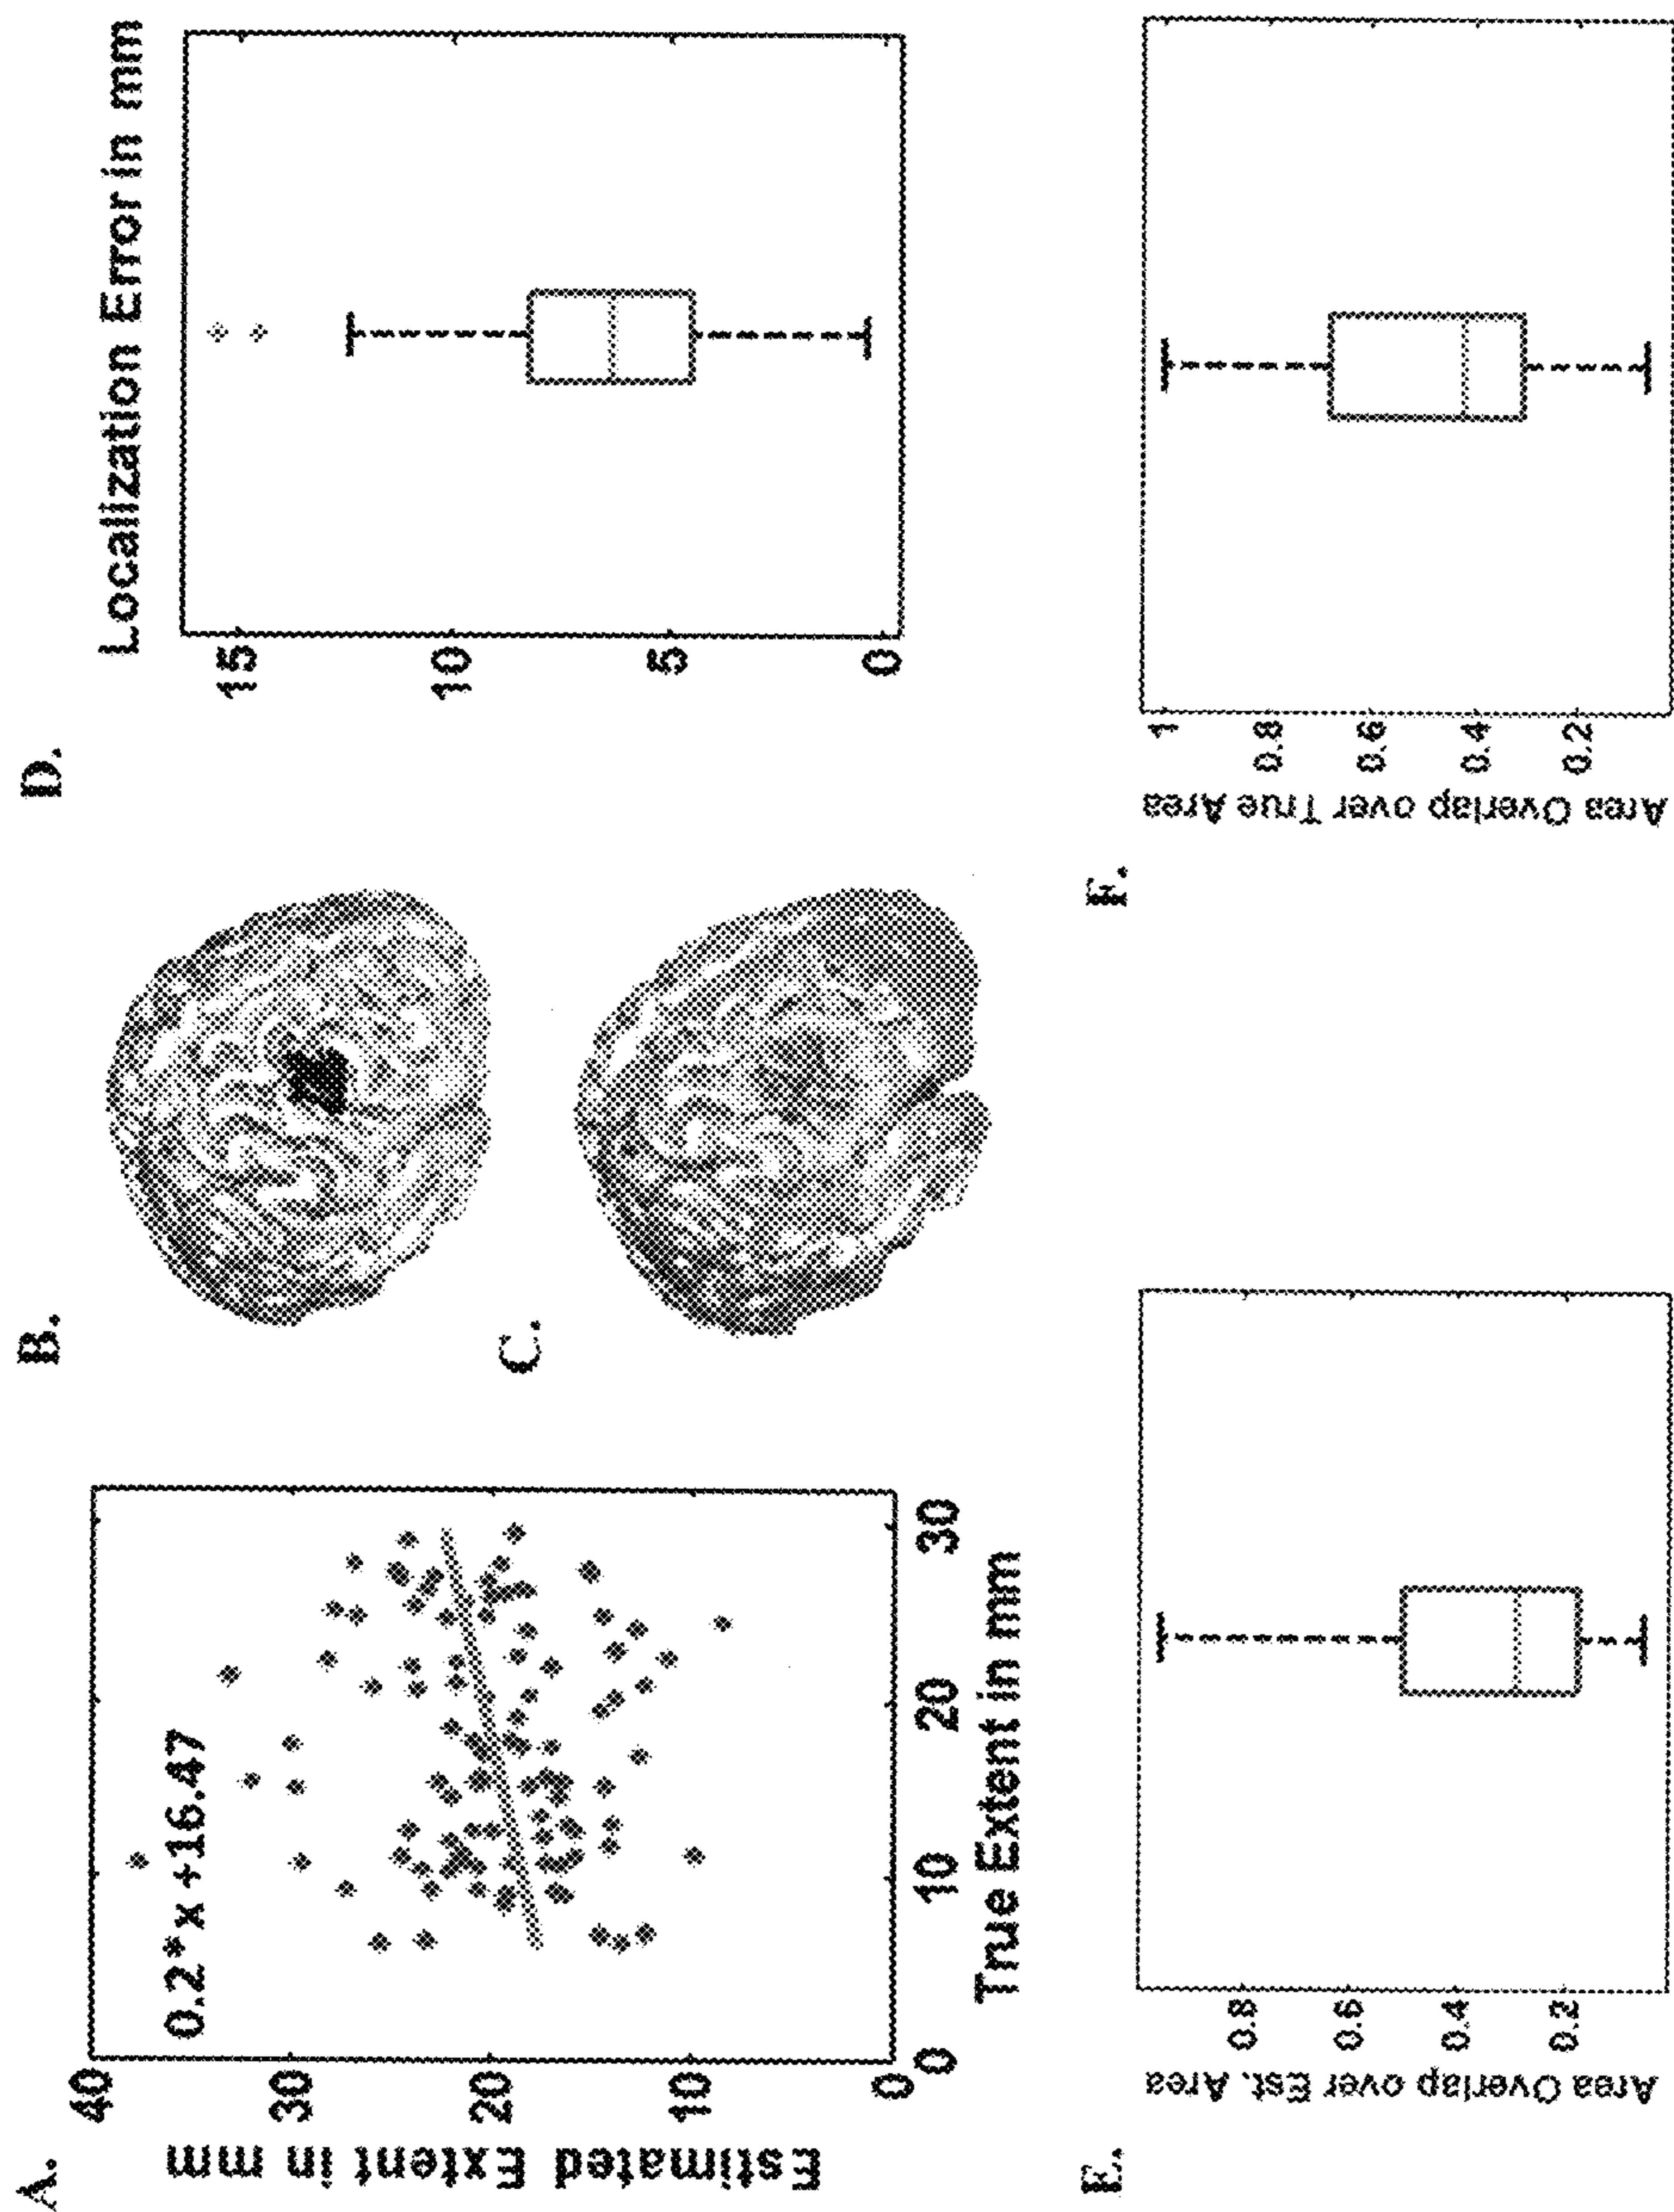 A.
Estimated Extent in mm
40
30
20
10
0
0.2*x +16.47
0
10
20
30
True Extent in mm
B.
C.
D.
Localization Error in mm
15
10
5
0
E.
Area Overlap over Est. Area
0.8
0.6
0.4
0.2
F.
Area Overlap over True Area
1
0.8
0.6
0.4
0.2